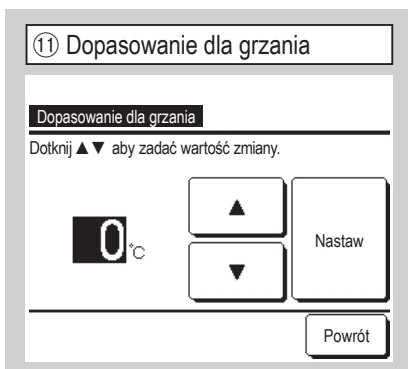 ⑪ Dopasowanie dla grzania
Dopasowanie dla grzania
Dotknij ▲▼ aby zadać wartość zmiany.
▲
0°C
Nastaw
▼
Powrót